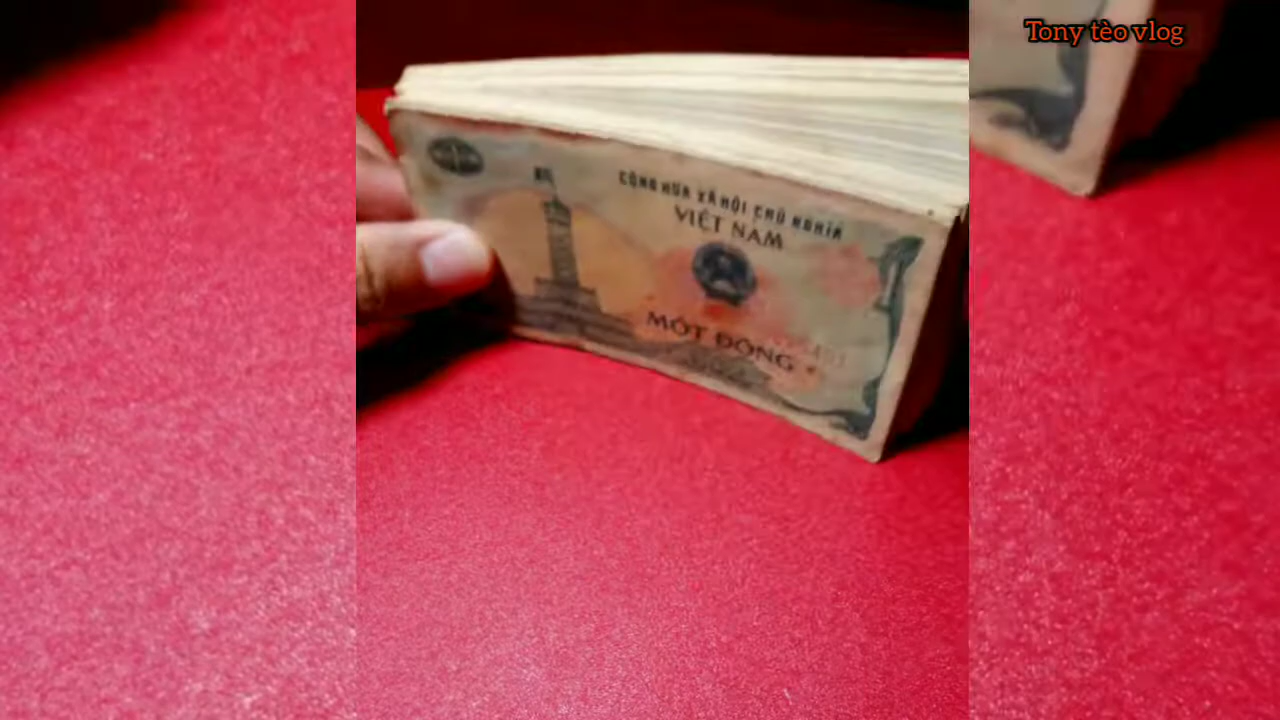 Tony tèo vlog
CỘNG HÒA XÃ HỘI CHỦ NGHĨA
VIỆT NAM
MỘT ĐỒNG